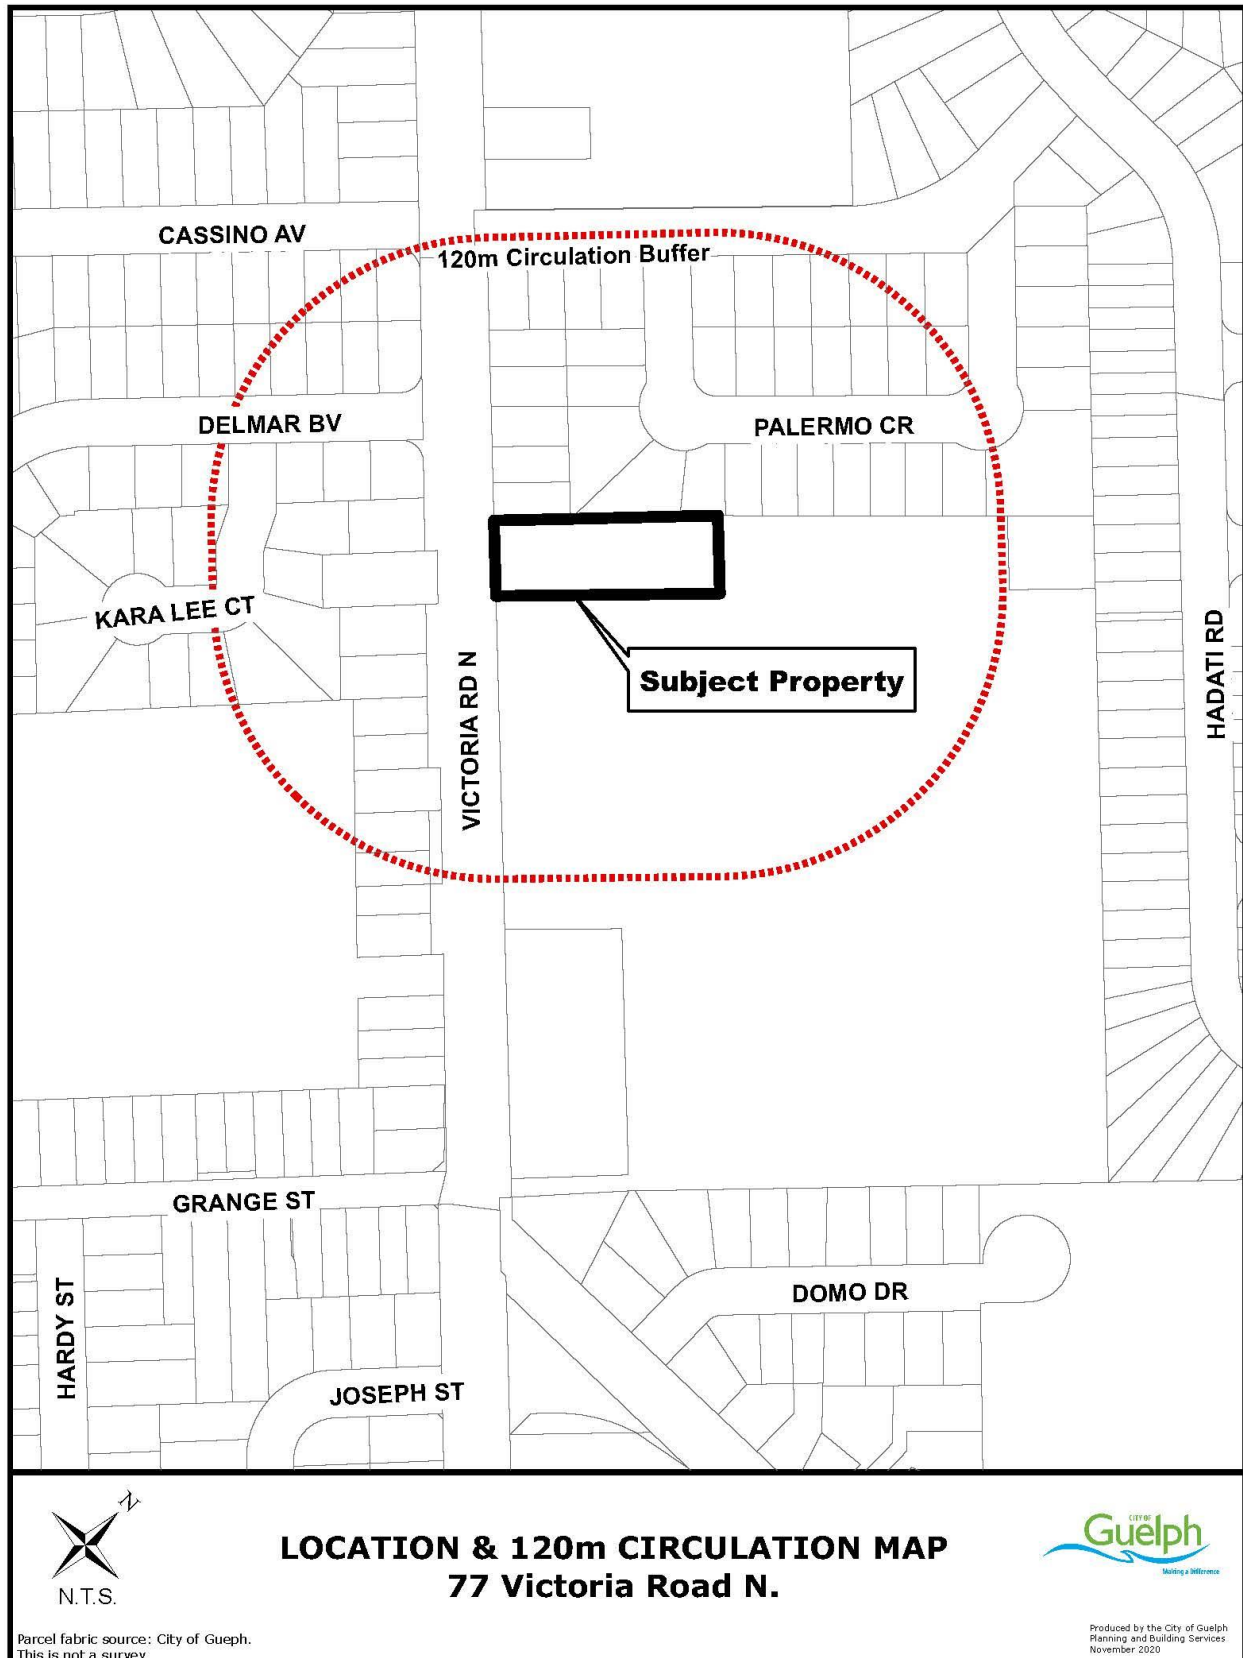 CASSINO AV
120m Circulation Buffer
DELMAR BV
PALERMO CR
KARA LEE CT
Subject Property
VICTORIA RD N
HADATI RD
GRANGE ST
HARDY ST
DOMO DR
JOSEPH ST
N
N.T.S.
LOCATION & 120m CIRCULATION MAP
77 Victoria Road N.
CITY OF
Guelph
Making a Difference
Parcel fabric source: City of Gueph.
This is not a survey
Produced by the City of Guelph
Planning and Building Services
November 2020